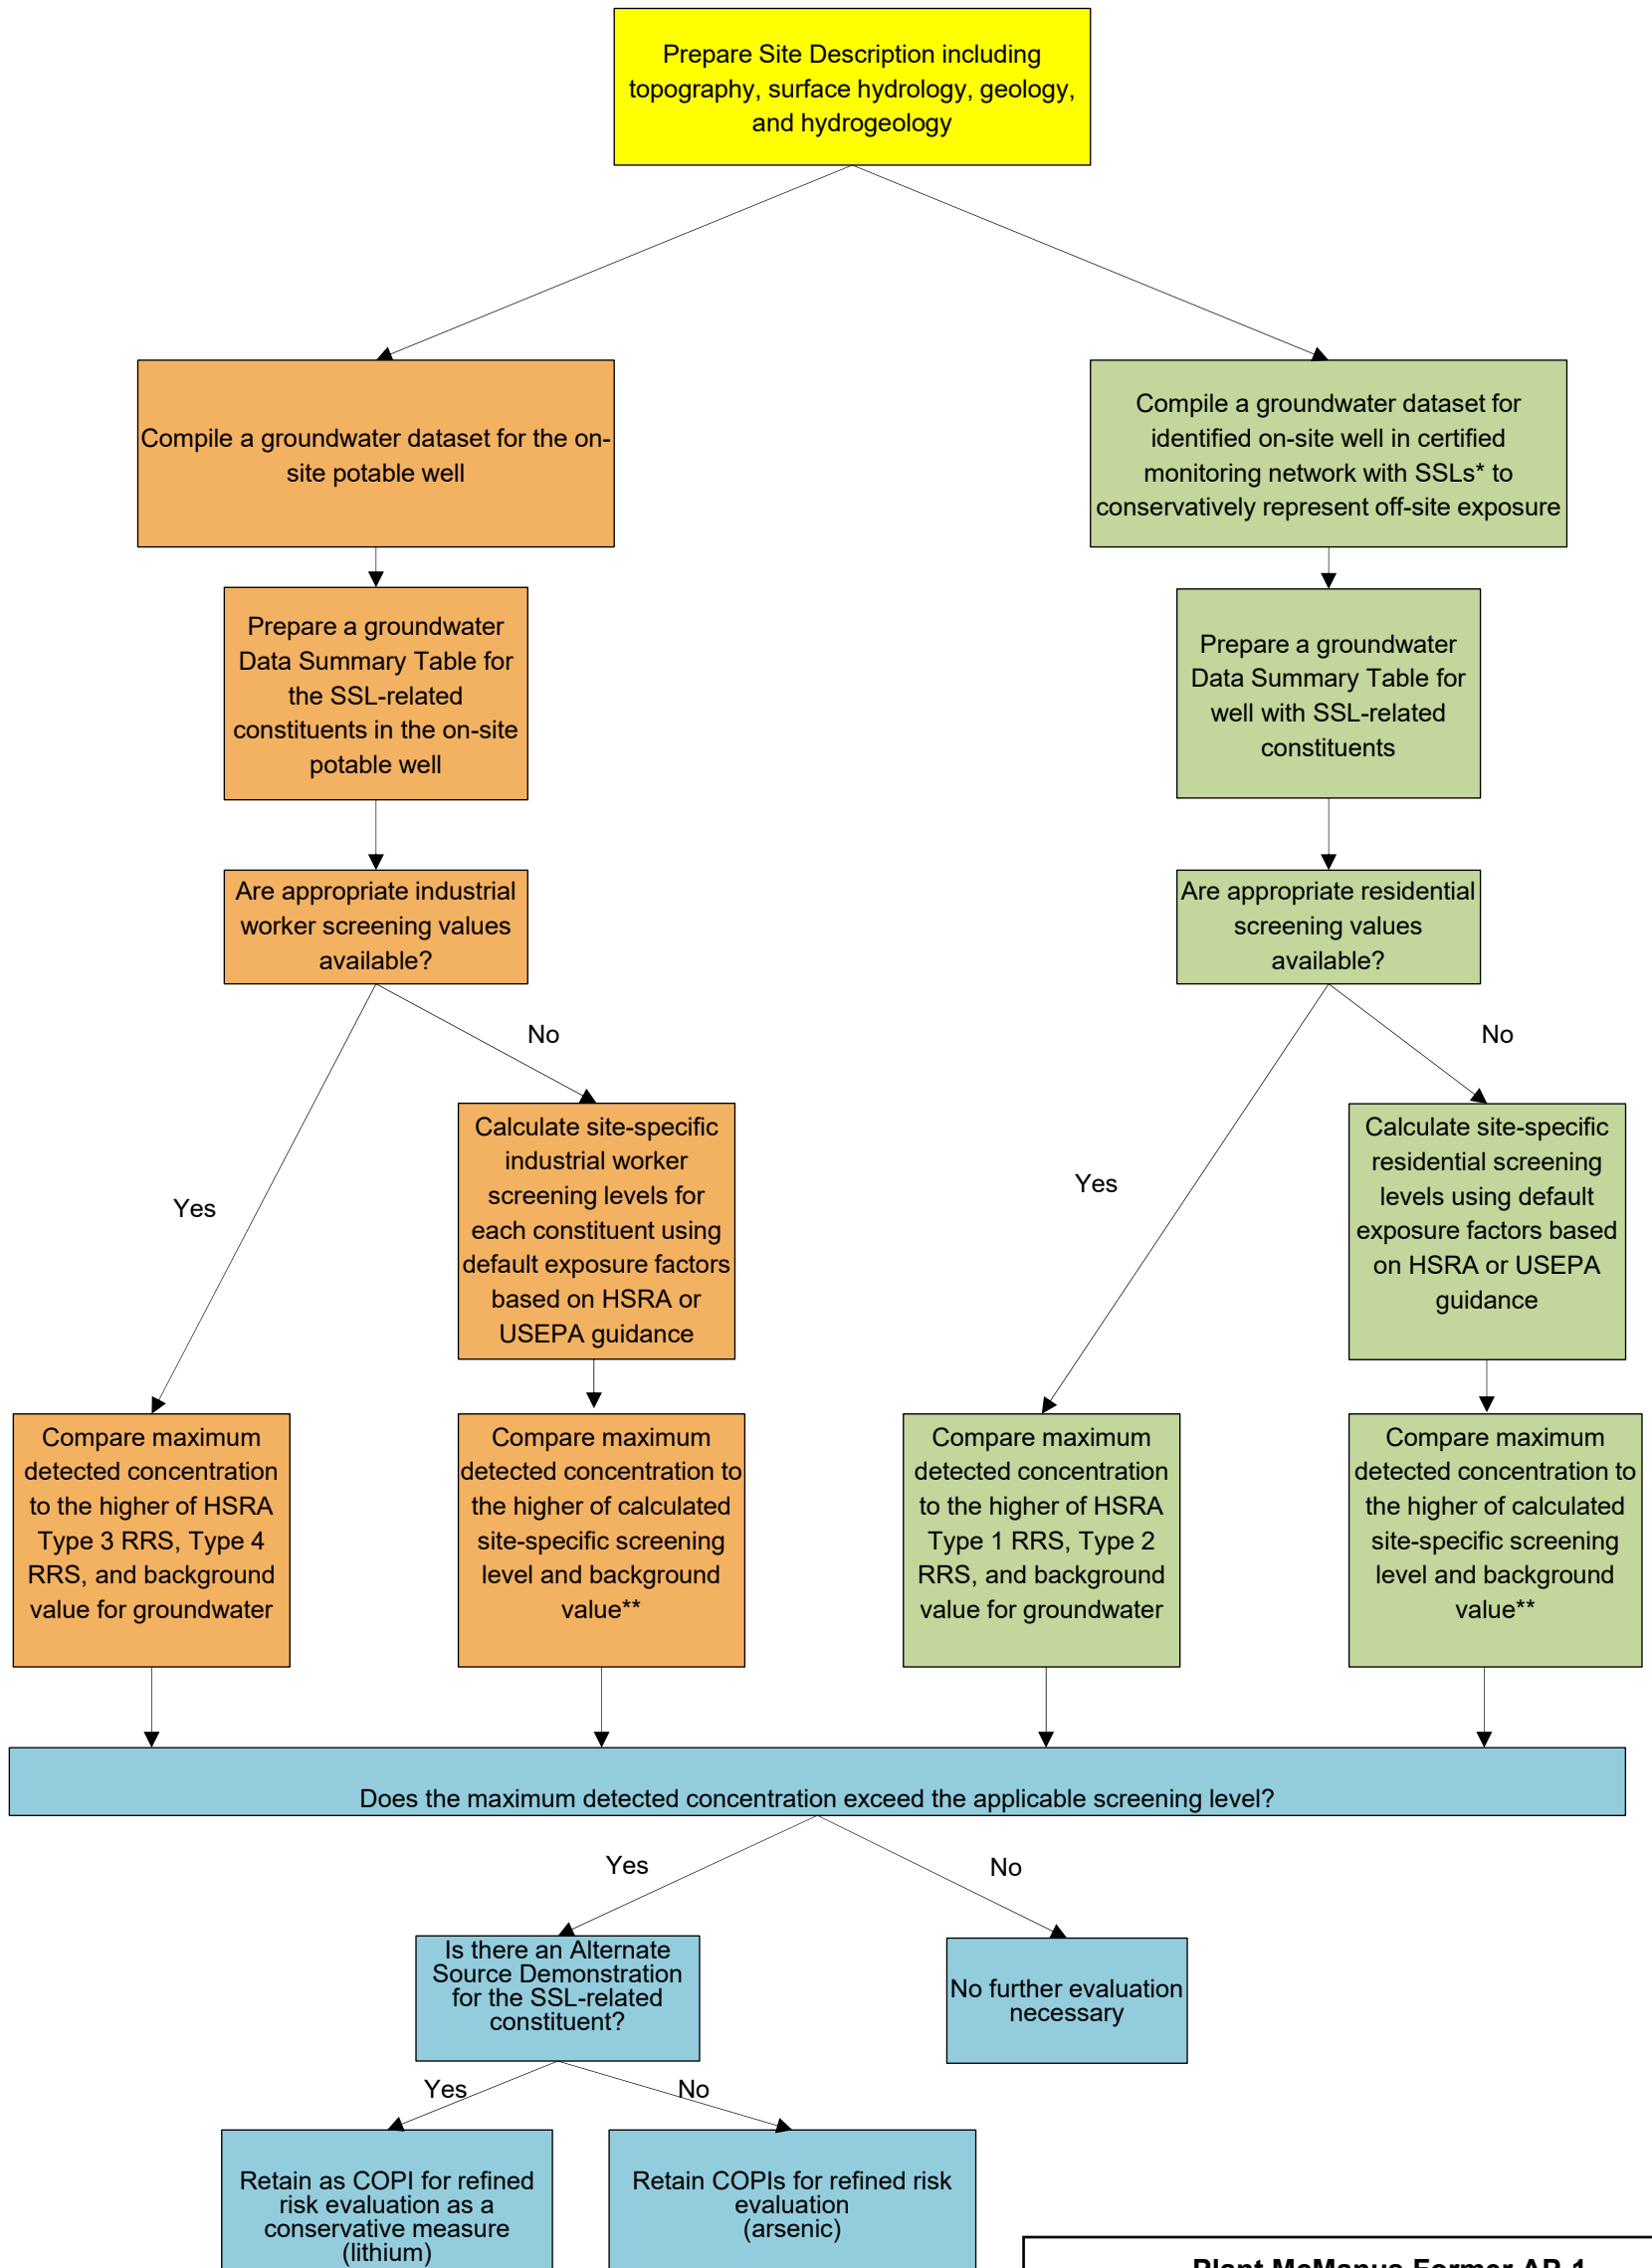 Prepare Site Description including
topography, surface hydrology, geology,
and hydrogeology
Compile a groundwater dataset for the on-
site potable well
Compile a groundwater dataset for
identified on-site well in certified
monitoring network with SSLs* to
conservatively represent off-site exposure
Prepare a groundwater
Data Summary Table for
the SSL-related
constituents in the on-site
potable well
Prepare a groundwater
Data Summary Table for
well with SSL-related
constituents
Are appropriate industrial
worker screening values
available?
Are appropriate residential
screening values
available?
No
No
Yes
Yes
Calculate site-specific
industrial worker
screening levels for
each constituent using
default exposure factors
based on HSRA or
USEPA guidance
Calculate site-specific
residential screening
levels using default
exposure factors based
on HSRA or USEPA
guidance
Compare maximum
detected concentration
to the higher of HSRA
Type 3 RRS, Type 4
RRS, and background
value for groundwater
Compare maximum
detected concentration to
the higher of calculated
site-specific screening
level and background
value**
Compare maximum
detected concentration
to the higher of HSRA
Type 1 RRS, Type 2
RRS, and background
value for groundwater
Compare maximum
detected concentration to
the higher of calculated
site-specific screening
level and background
value**
Does the maximum detected concentration exceed the applicable screening level?
Yes
No
Is there an Alternate
Source Demonstration
for the SSL-related
constituent?
No further evaluation
necessary
Yes
No
Retain as COPI for refined
risk evaluation as a
conservative measure
(lithium)
Retain COPIs for refined risk
evaluation
(arsenic)
Plant McManus Former AP-1